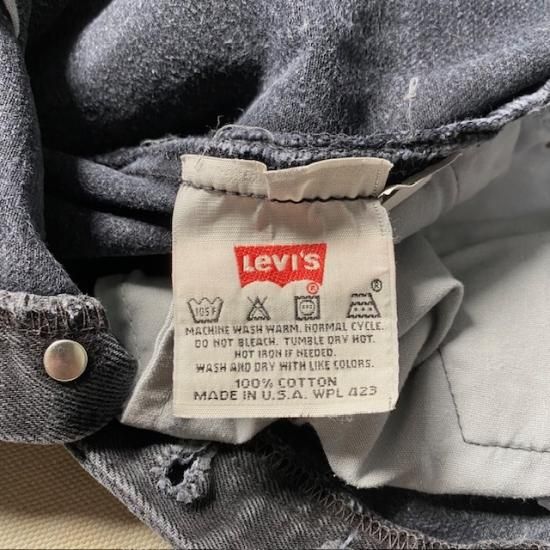 Levi's
®
105F
®
MACHINE WASH WARM. NORMAL CYCLE.
DO NOT BLEACH. TUMBLE DRY HOT.
HOT IRON IF NEEDED.
WASH AND DRY WITH LIKE COLORS.
100% COTTON
MADE IN U.S.A. WPL 423